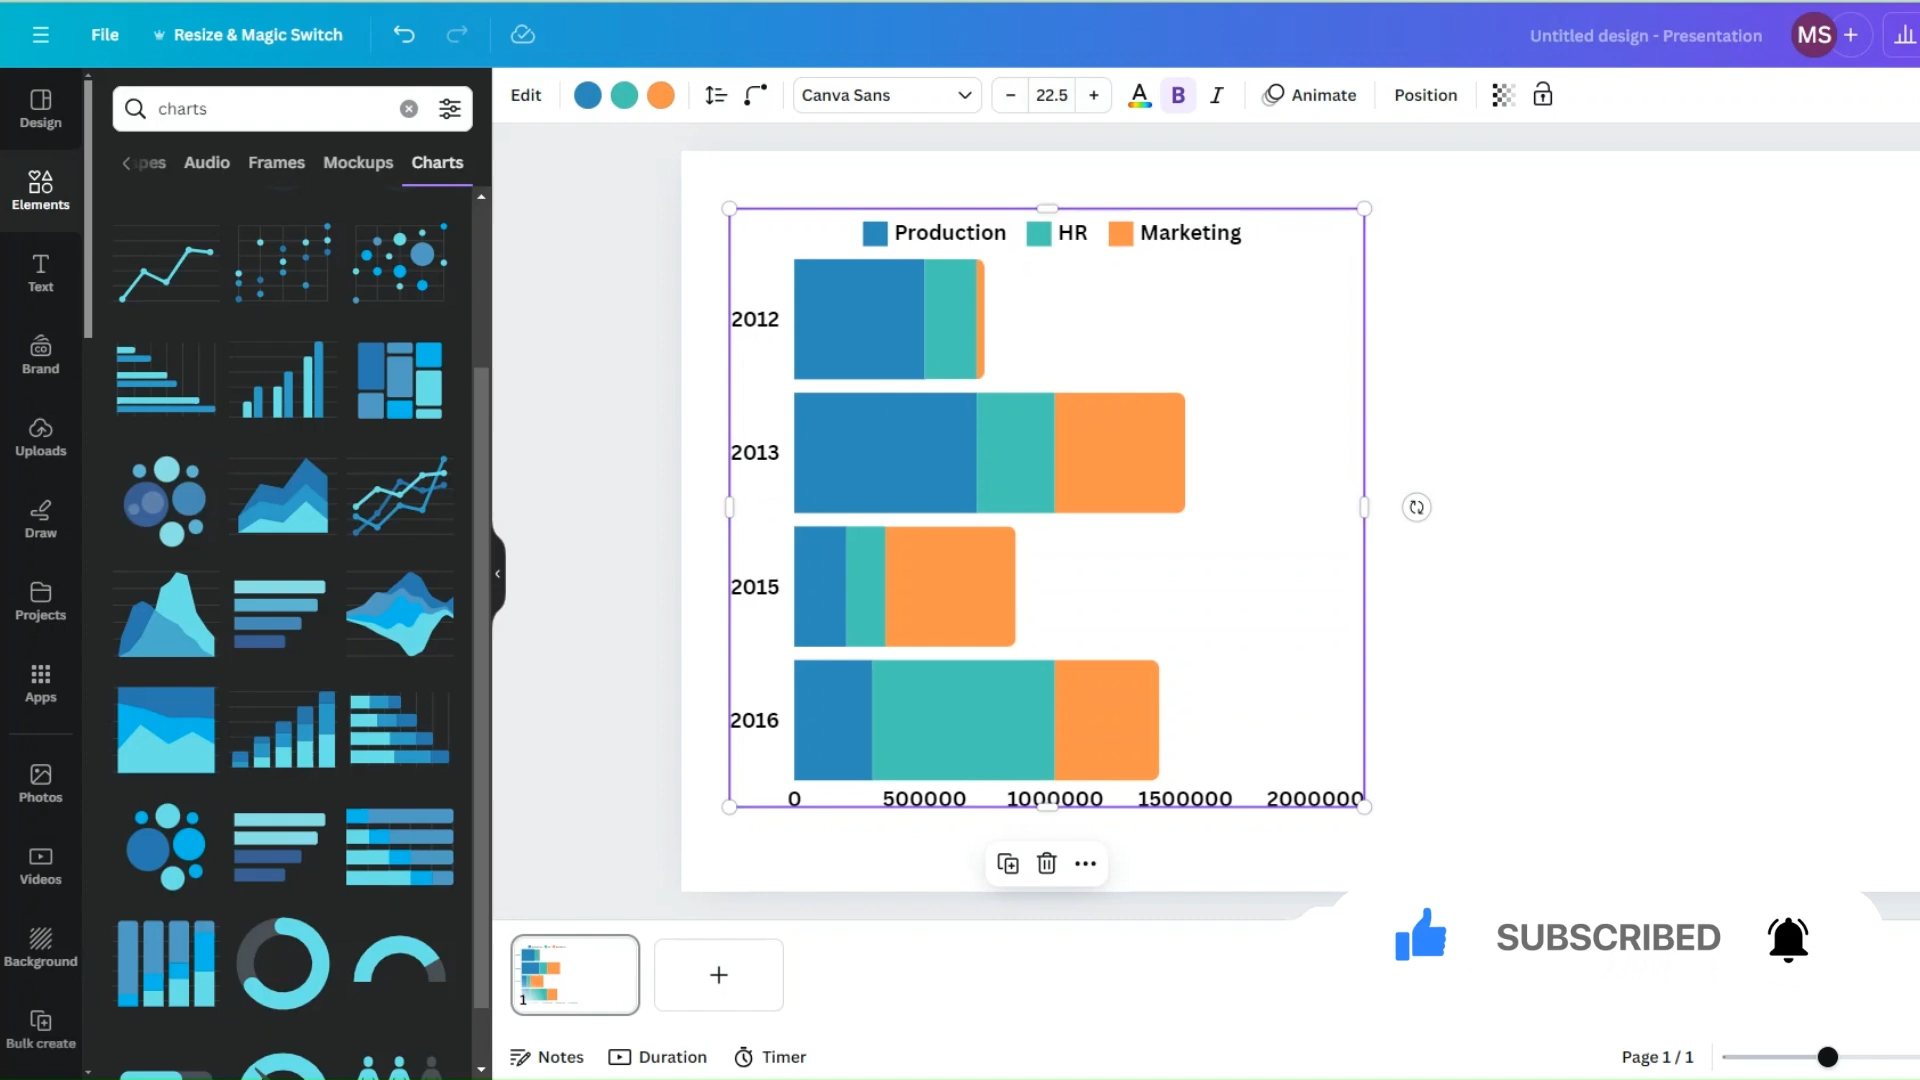 File
Resize & Magic Switch
Untitled design - Presentation
MS
Design
Elements
Text
Brand
CO
Uploads
Draw
Projects
Apps
Photos
Videos
Background
Bulk create
charts
pes
Audio
Frames
Mockups
Charts
Edit
Canva Sans
22.5
A
B
I
Animate
Position
Production
HR
Marketing
2012
2013
2015
2016
0
500000
1000000
1500000
2000000
1
SUBSCRIBED
Notes
Duration
Timer
Page 1 / 1